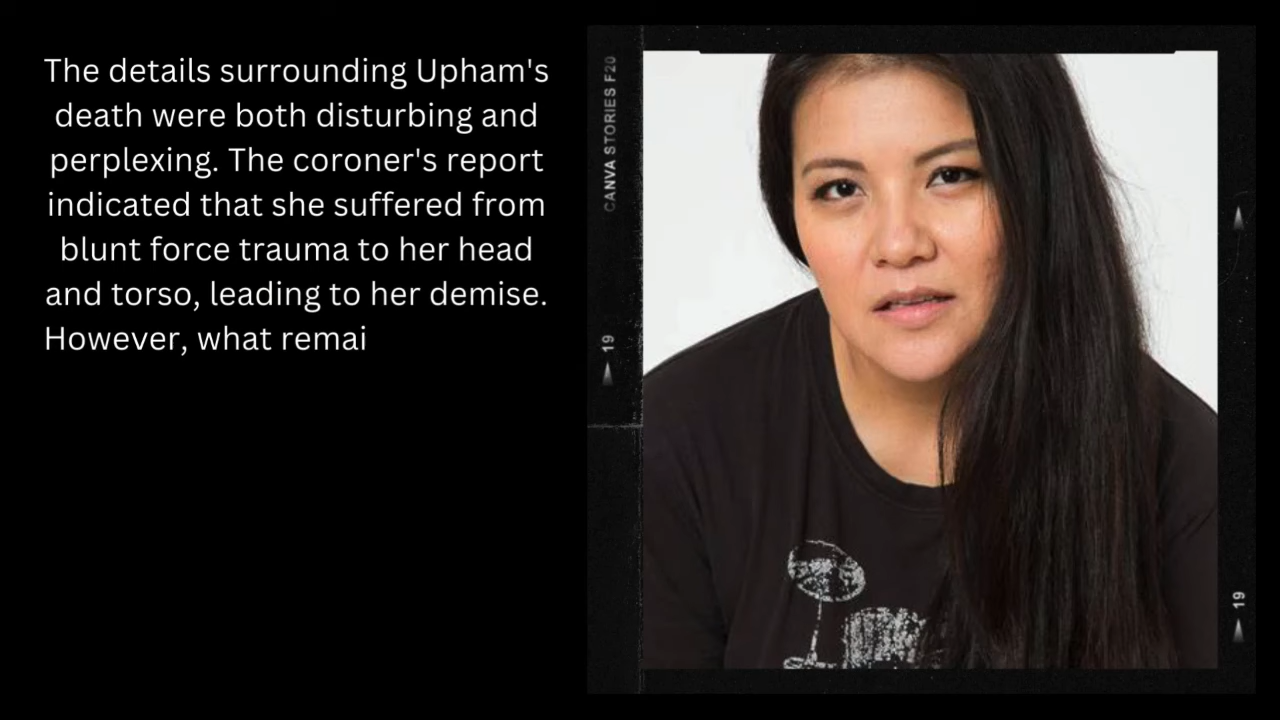 The details surrounding Upham's
death were both disturbing and
perplexing. The coroner's report
indicated that she suffered from
blunt force trauma to her head
and torso, leading to her demise.
However, what remai
CANVA STORIES F20
19
19